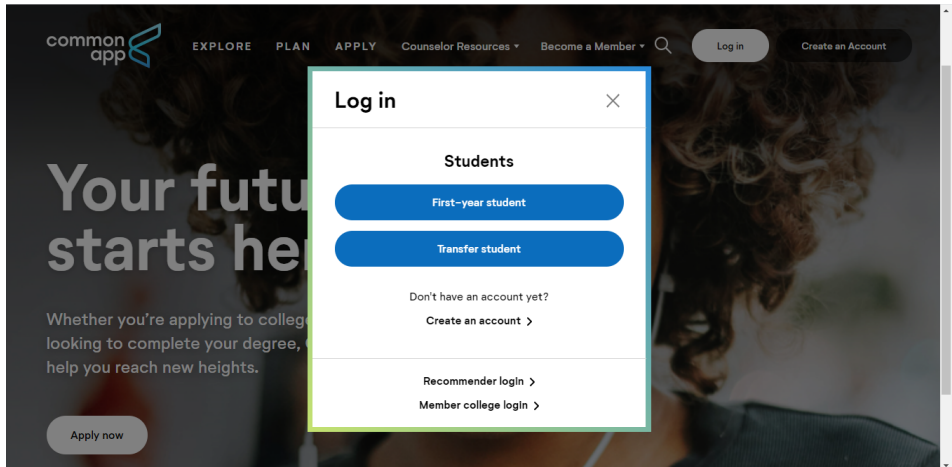 common app
EXPLORE PLAN APPLY Counselor Resources Become a Member Log in Create an Account
Log in
Students
First-year student
Transfer student
Don't have an account yet?
Create an account
Recommender login
Member college login
Your futu
starts he
Whether you're applying to colleg
looking to complete your degree,
help you reach new heights.
Apply now